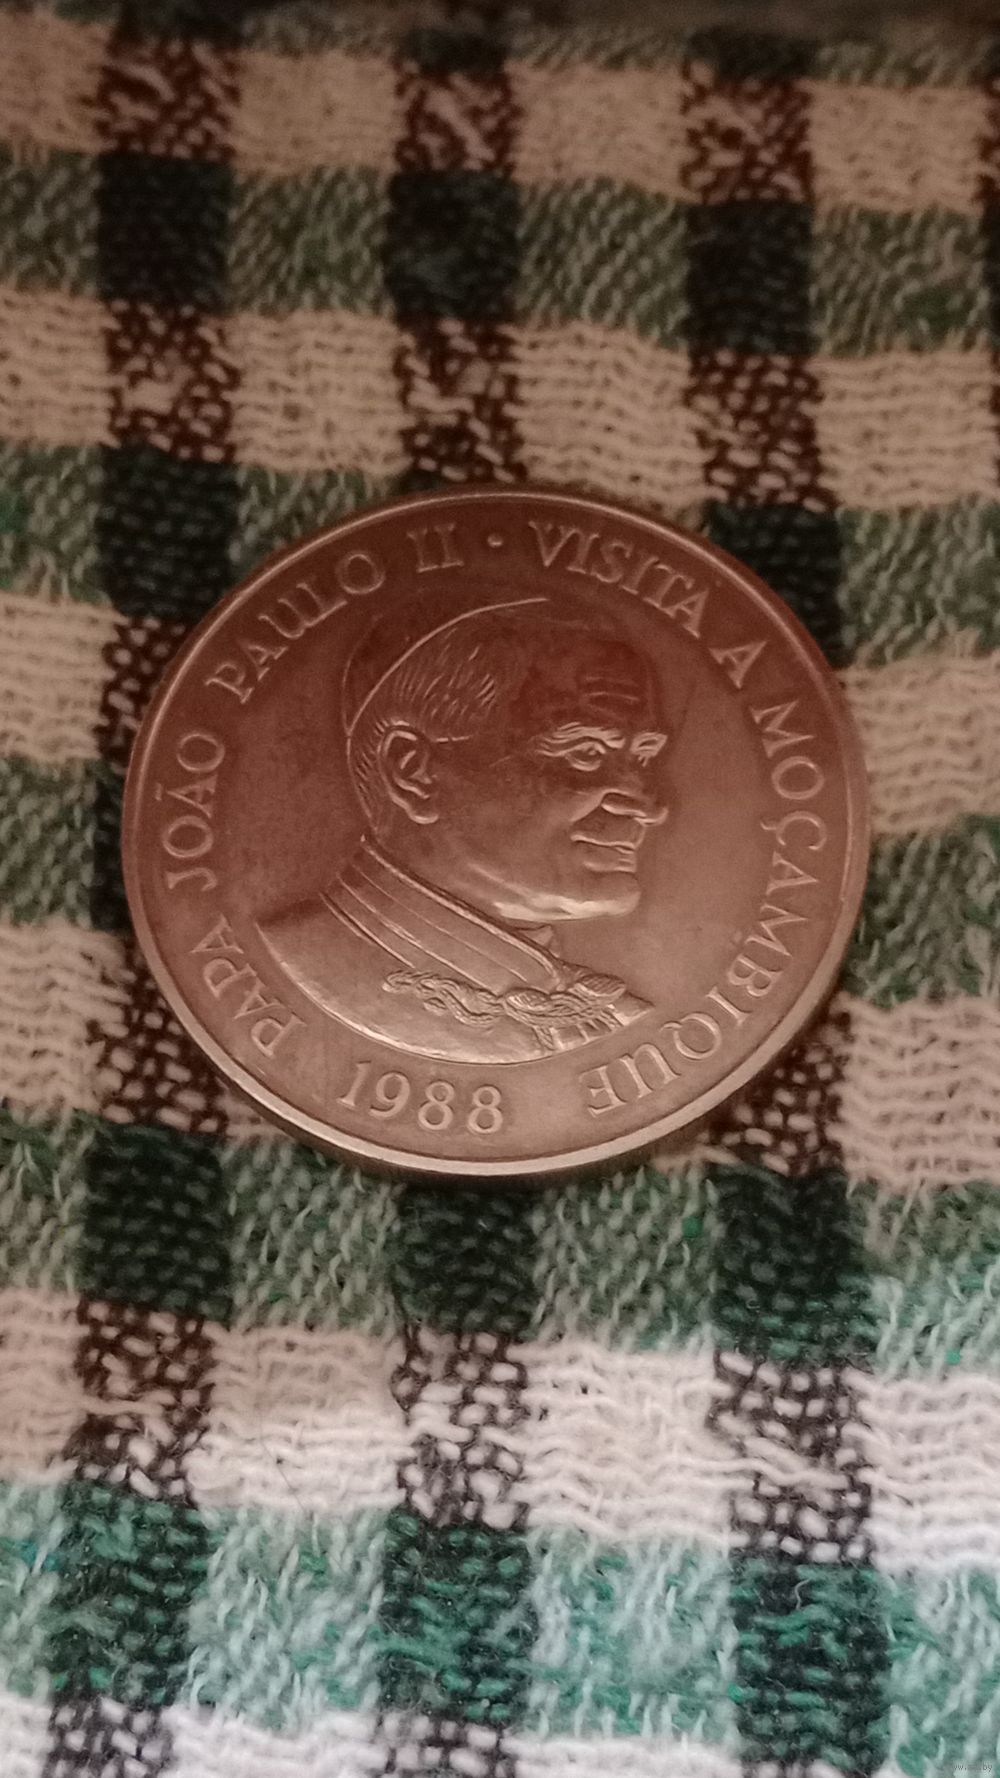 PAPA JOÃO PAULO II · VISITA A MOÇAMBIQUE
1988